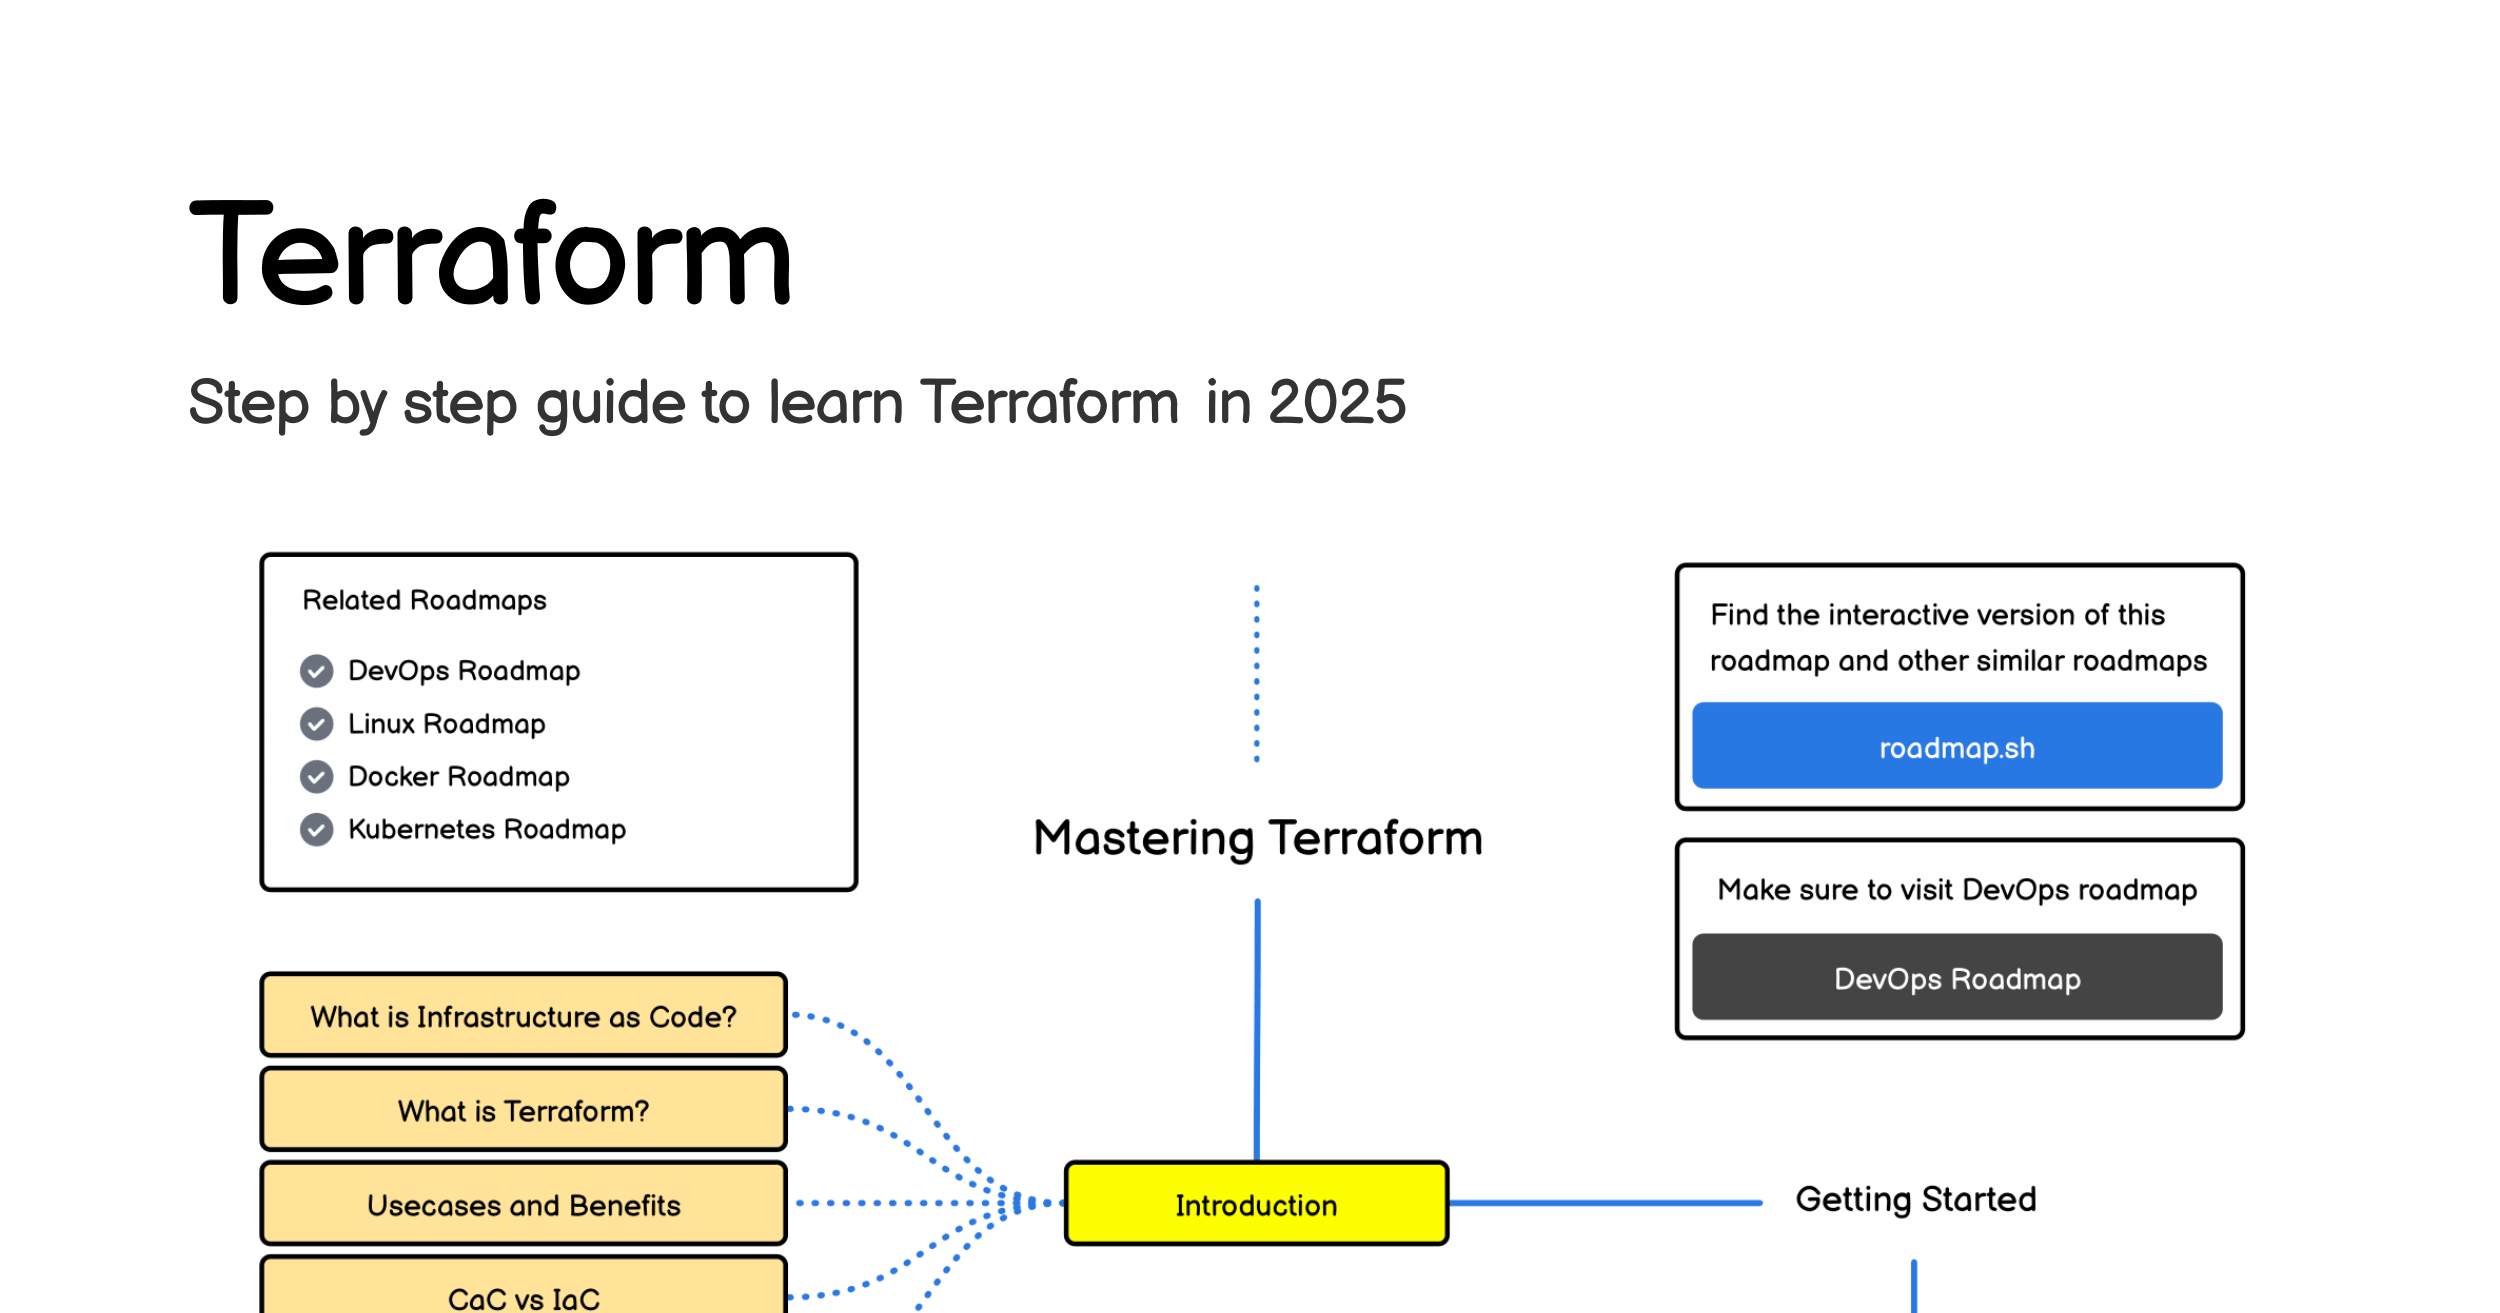 Terraform
Step by step guide to learn Terraform in 2025
Related Roadmaps
DevOps Roadmap
Linux Roadmap
Docker Roadmap
Kubernetes Roadmap
Find the interactive version of this
roadmap and other similar roadmaps
roadmap.sh
Mastering Terraform
Make sure to visit DevOps roadmap
DevOps Roadmap
What is Infrastructure as Code?
What is Terraform?
Usecases and Benefits
CaC vs IaC
Introduction
Getting Started